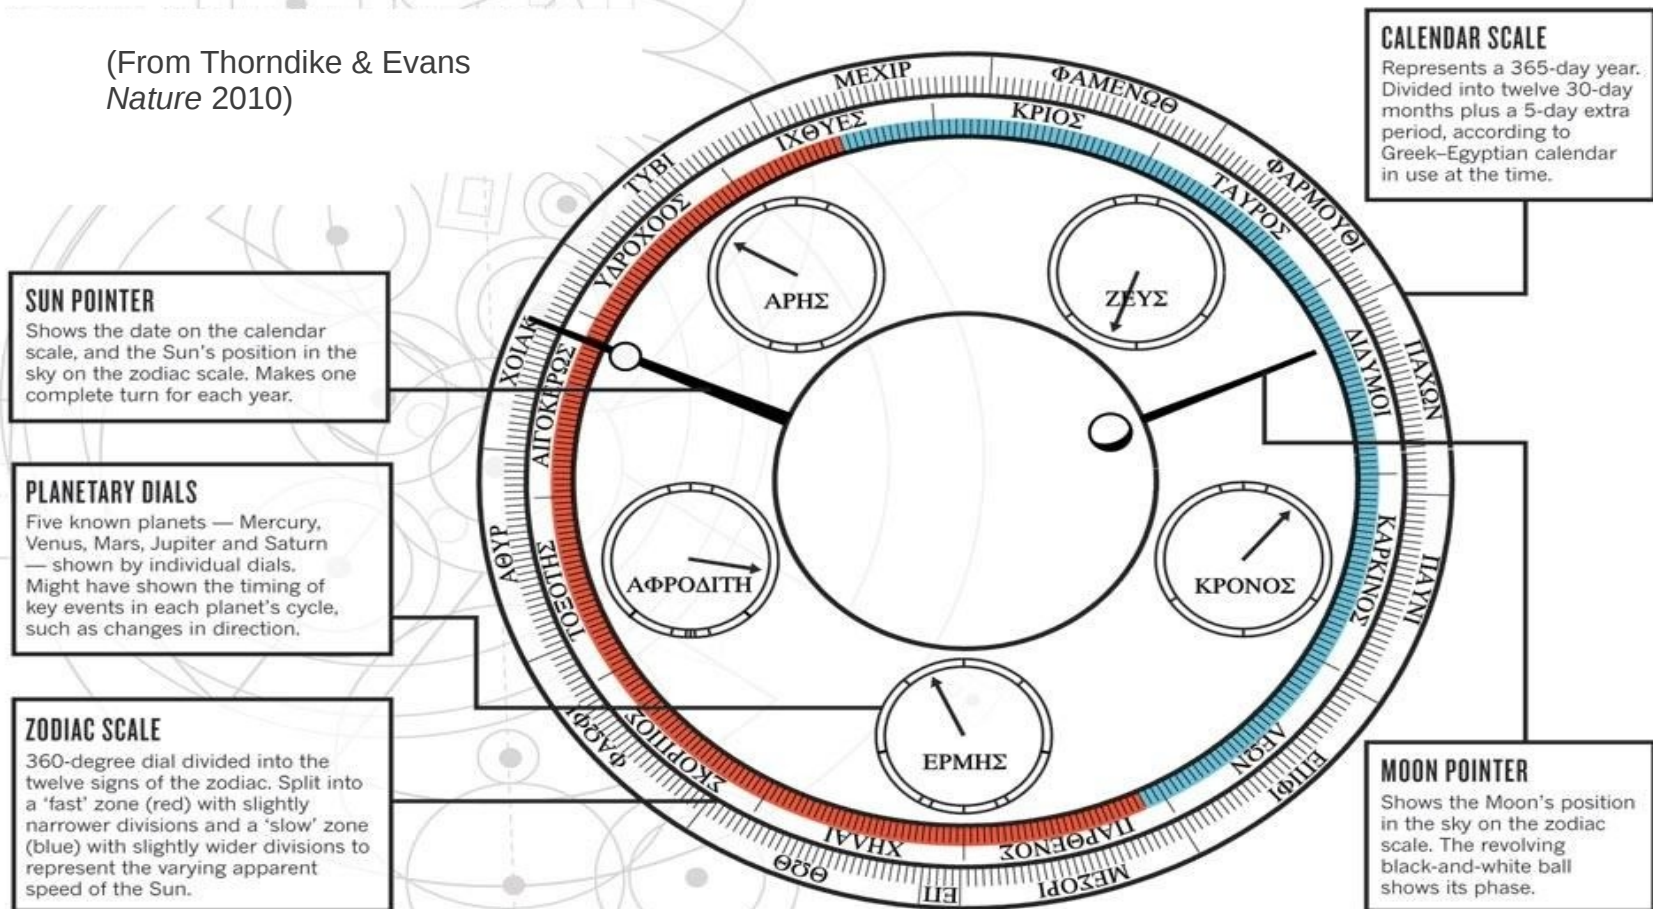 (From Thorndike & Evans
Nature 2010)
CALENDAR SCALE
Represents a 365-day year.
Divided into twelve 30-day
months plus a 5-day extra
period, according to
Greek–Egyptian calendar
in use at the time.
SUN POINTER
Shows the date on the calendar
scale, and the Sun's position in the
sky on the zodiac scale. Makes one
complete turn for each year.
PLANETARY DIALS
Five known planets — Mercury,
Venus, Mars, Jupiter and Saturn
— shown by individual dials.
Might have shown the timing of
key events in each planet's cycle,
such as changes in direction.
ZODIAC SCALE
360-degree dial divided into the
twelve signs of the zodiac. Split into
a ‘fast’ zone (red) with slightly
narrower divisions and a ‘slow’ zone
(blue) with slightly wider divisions to
represent the varying apparent
speed of the Sun.
MOON POINTER
Shows the Moon's position
in the sky on the zodiac
scale. The revolving
black-and-white ball
shows its phase.
ΜΕΧΙΡ
ΦΑΜΕΝΩΘ
ΦΑΡΜΟΥΘΙ
ΠΑΧΩΝ
ΠΑΥΝΙ
ΕΠΙΦΙ
ΜΕΣΟΡΙ
ΕΠ
ΘΩΘ
ΦΑΩΦΙ
ΑΘΥΡ
ΧΟΙΑΚ
ΤΥΒΙ
ΚΡΙΟΣ
ΤΑΥΡΟΣ
ΔΙΔΥΜΟΙ
ΚΑΡΚΙΝΟΣ
ΛΕΩΝ
ΠΑΡΘΕΝΟΣ
ΧΗΛΑΙ
ΣΚΟΡΠΙΟΣ
ΤΟΞΟΤΗΣ
ΑΙΓΟΚΕΡΩΣ
ΥΔΡΟΧΟΟΣ
ΙΧΘΥΕΣ
ΑΡΗΣ
ΖΕΥΣ
ΑΦΡΟΔΙΤΗ
ΚΡΟΝΟΣ
ΕΡΜΗΣ